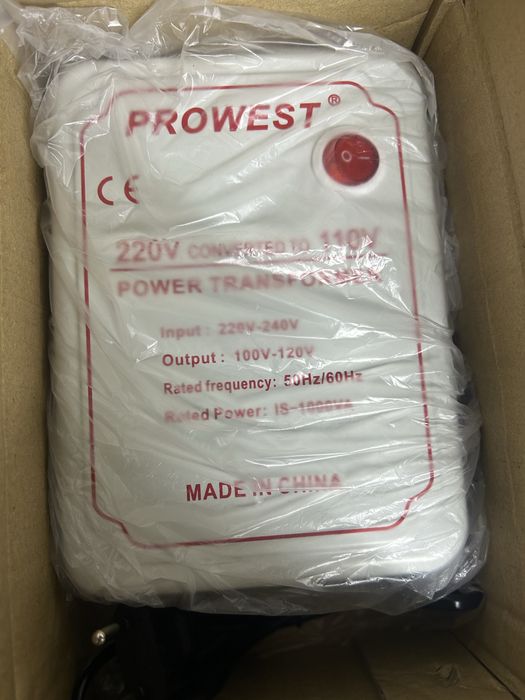 PROWEST ®
CE
220V CONVERTED TO 110V
POWER TRANSFORMER
Input : 220V-240V
Output : 100V-120V
Rated frequency: 50Hz/60Hz
Rated Power: IS-1000VA
MADE IN CHINA